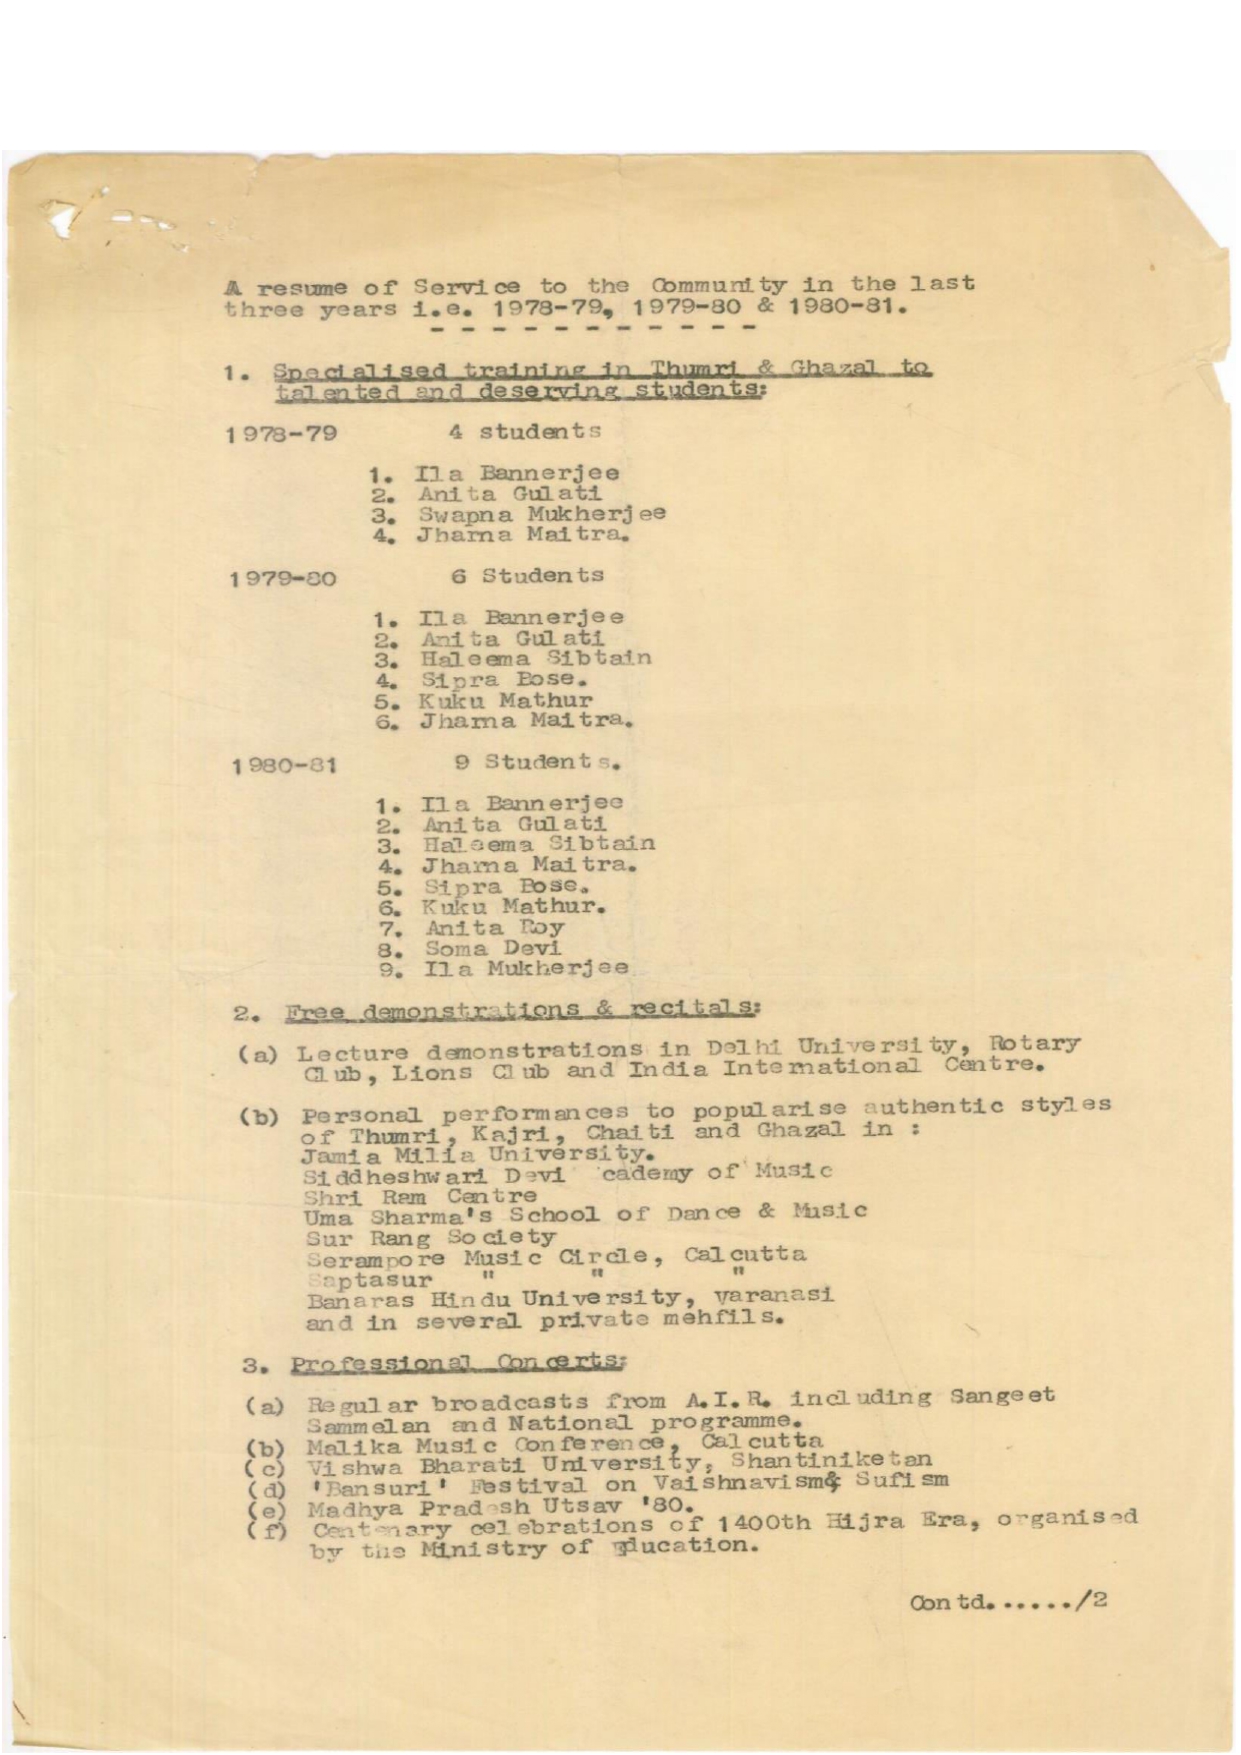 A resume of Service to the Community in the last
three years i.e. 1978-79, 1979-80 & 1980-81.
- - - - - - - - - - -
1. Specialised training in Thumri & Ghazal to
talented and deserving students:
1978-79 4 students
1. Ila Bannerjee
2. Anita Gulati
3. Swapna Mukherjee
4. Jharna Maitra.
1979-80 6 Students
1. Ila Bannerjee
2. Anita Gulati
3. Haleema Sibtain
4. Sipra Bose.
5. Kuku Mathur
6. Jharna Maitra.
1980-81 9 Students.
1. Ila Bannerjee
2. Anita Gulati
3. Haleema Sibtain
4. Jharna Maitra.
5. Sipra Bose.
6. Kuku Mathur.
7. Anita Roy
8. Soma Devi
9. Ila Mukherjee
2. Free demonstrations & recitals:
(a) Lecture demonstrations in Delhi University, Rotary
Club, Lions Club and India International Centre.
(b) Personal performances to popularise authentic styles
of Thumri, Kajri, Chaiti and Ghazal in :
Jamia Milia University.
Siddheshwari Devi cademy of Music
Shri Ram Centre
Uma Sharma's School of Dance & Music
Sur Rang Society
Serampore Music Circle, Calcutta
Saptasur " " "
Banaras Hindu University, Varanasi
and in several private mehfils.
3. Professional Concerts:
(a) Regular broadcasts from A.I.R. including Sangeet
Sammelan and National programme.
(b) Malika Music Conference, Calcutta
(c) Vishwa Bharati University, Shantiniketan
(d) 'Bansuri' Festival on Vaishnavism& Sufism
(e) Madhya Pradesh Utsav '80.
(f) Centenary celebrations of 1400th Hijra Era, organised
by the Ministry of Education.
Contd....../2